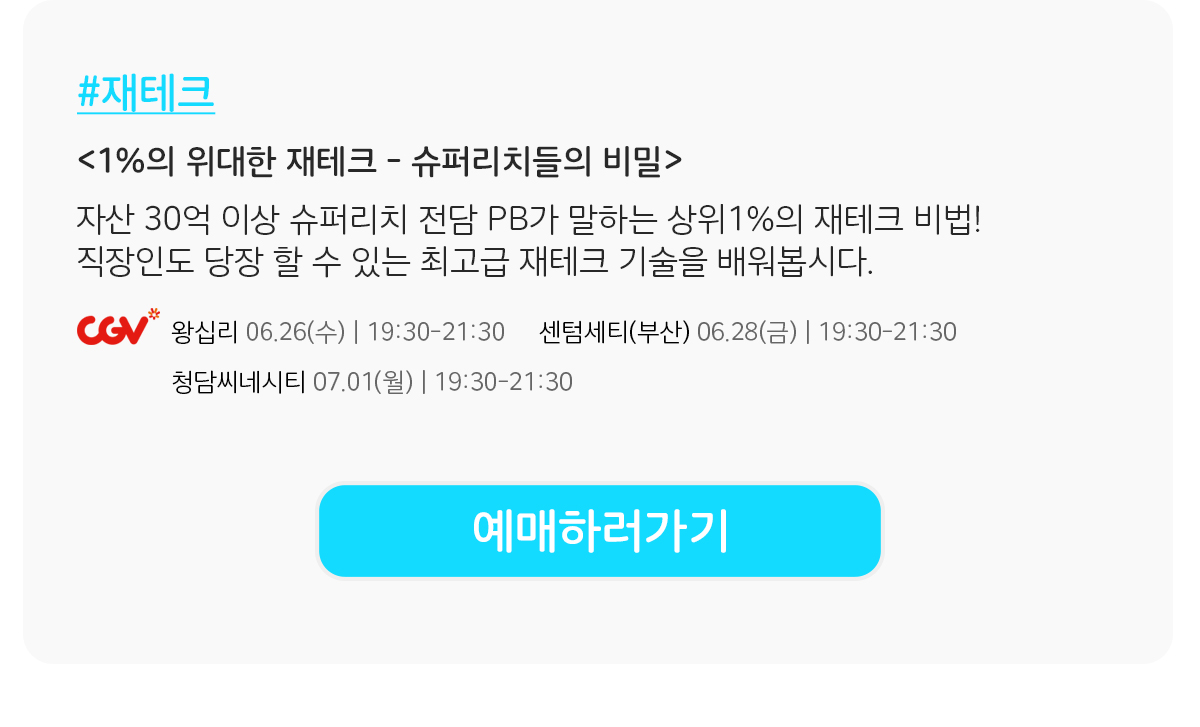 #재테크
<1%의 위대한 재테크 - 슈퍼리치들의 비밀>
자산 30억 이상 슈퍼리치 전담 PB가 말하는 상위1%의 재테크 비법!
직장인도 당장 할 수 있는 최고급 재테크 기술을 배워봅시다.
CGV 왕십리 06.26(수) | 19:30-21:30 센텀세티(부산) 06.28(금) | 19:30-21:30
청담씨네시티 07.01(월) | 19:30-21:30
예매하러가기